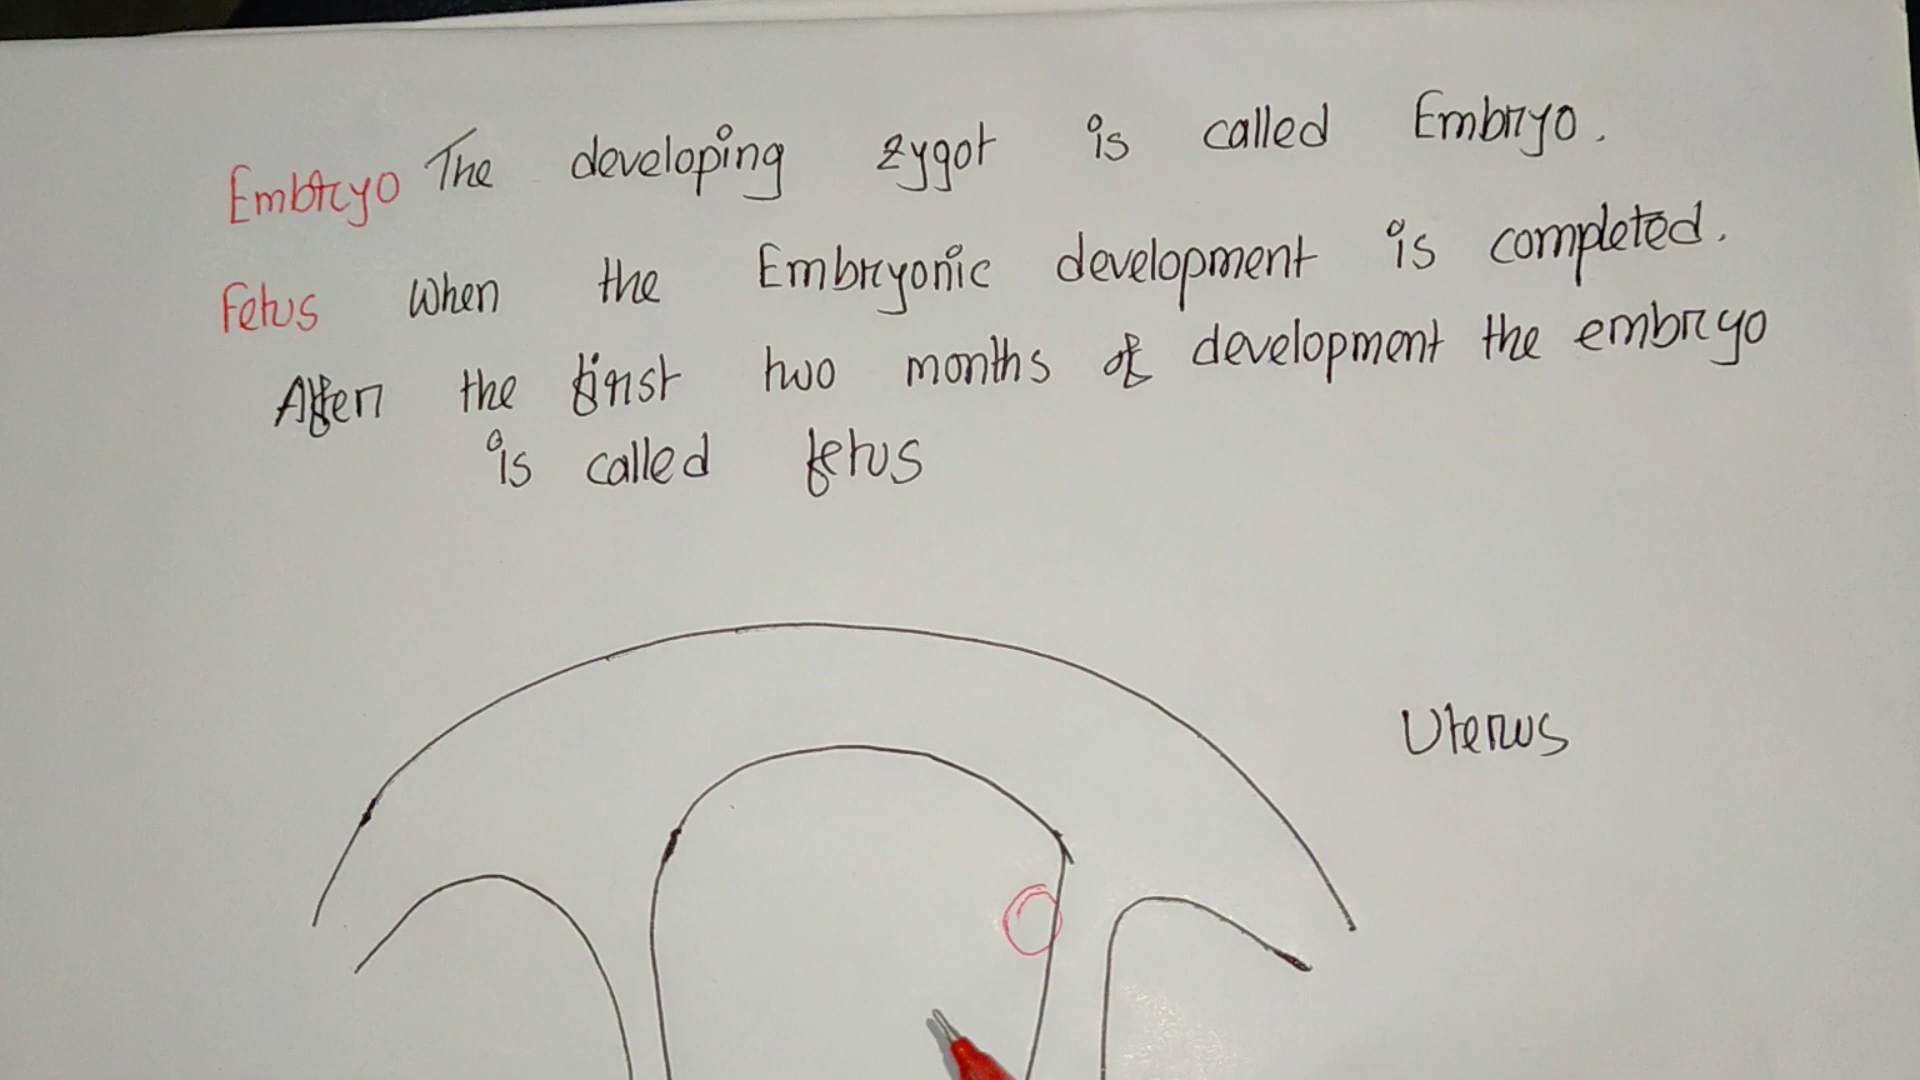 Embryo The developing zygot is called Embryo.
Fetus When the Embryonic development is completed.
After the first two months of development the embryo
is called fetus
Uterus